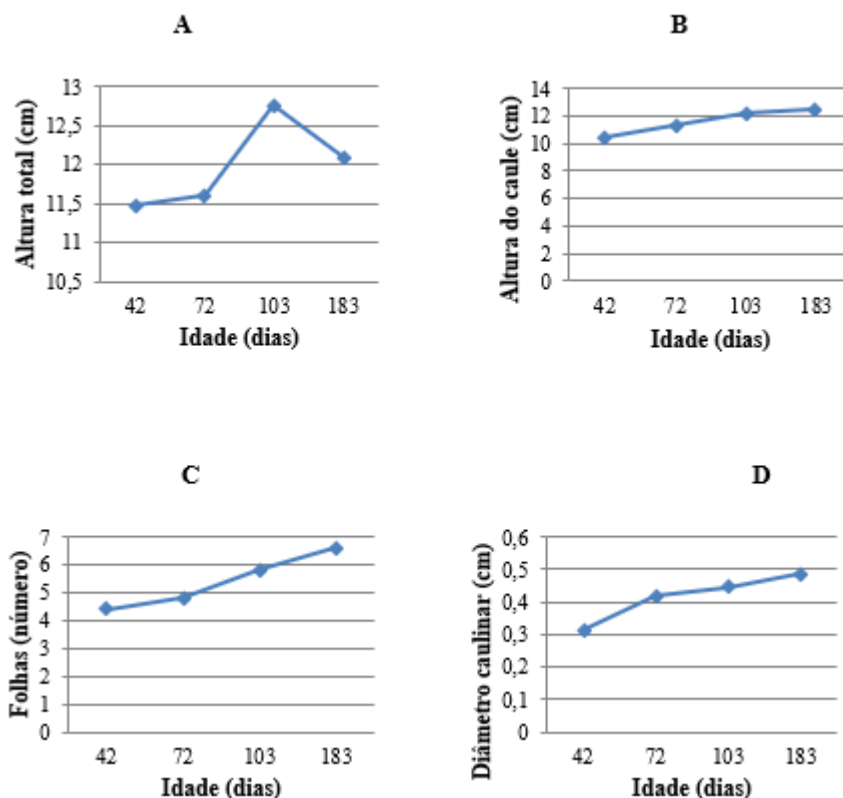 A
Altura total (cm)
13
12,5
12
11,5
11
10,5
42 72 103 183
Idade (dias)
B
Altura do caule (cm)
14
12
10
8
6
4
2
0
42 72 103 183
Idade (dias)
C
Folhas (número)
7
6
5
4
3
2
1
0
42 72 103 183
Idade (dias)
D
Diâmetro caulinar (cm)
0,6
0,5
0,4
0,3
0,2
0,1
0
42 72 103 183
Idade (dias)